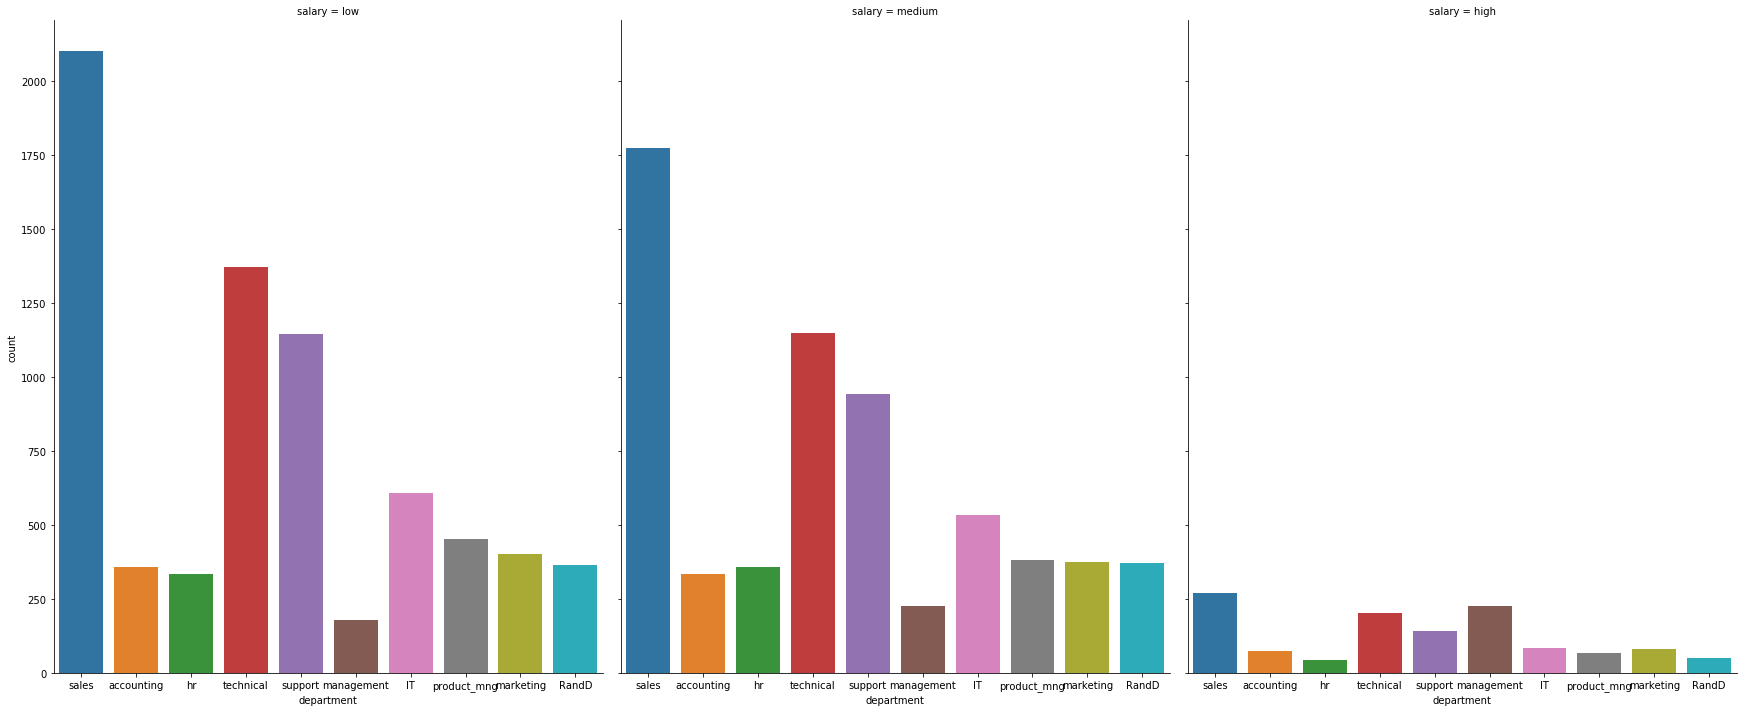 salary = low
salary = medium
salary = high
2000
1750
1500
1250
1000
750
500
250
0
count
sales accounting hr technical support management IT product_mng marketing RandD
sales accounting hr technical support management IT product_mng marketing RandD
sales accounting hr technical support management IT product_mng marketing RandD
department
department
department